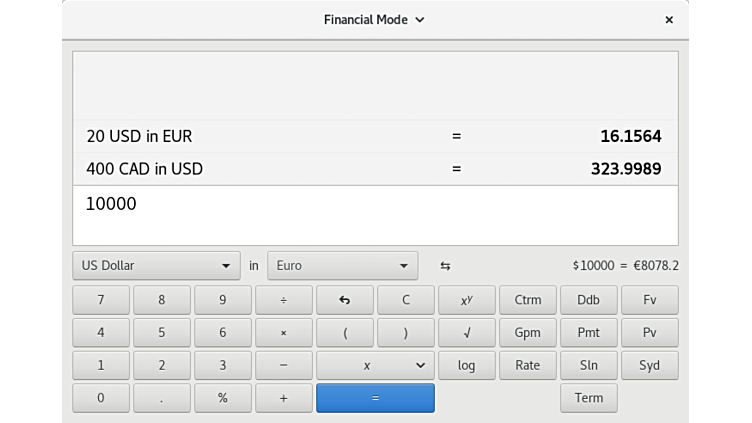 Financial Mode
×
20 USD in EUR = 16.1564
400 CAD in USD = 323.9989
10000
US Dollar in Euro ⇆ $10000 = €8078.2
7 8 9 ÷ C xʸ Ctrm Ddb Fv
4 5 6 × ( ) √ Gpm Pmt Pv
1 2 3 − x log Rate Sln Syd
0 . % + = Term